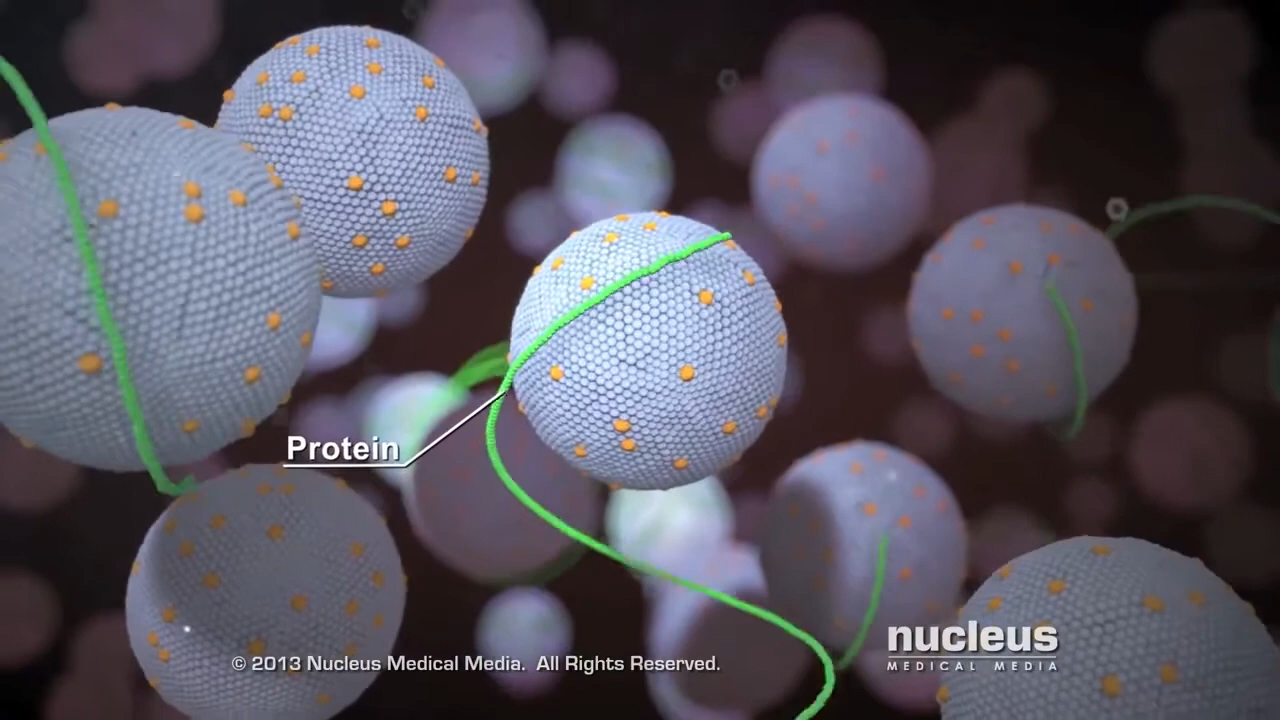 Protein
© 2013 Nucleus Medical Media. All Rights Reserved.
nucleus
MEDICAL MEDIA